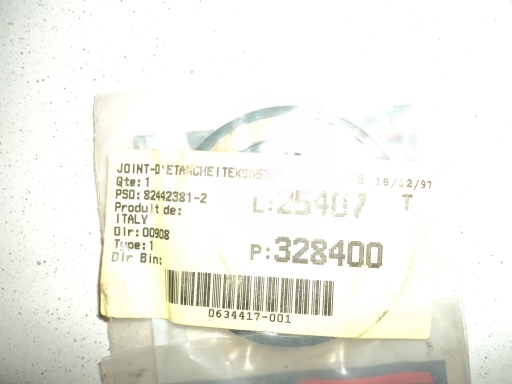 JOINT-D'ETANCHEITE
18/12/97
Qte:1
L:25407 T
PSO:82442381-2
Produit de:
ITALY
Dir:00908
P:328400
Type:1
Dir Bin:
0634417-001